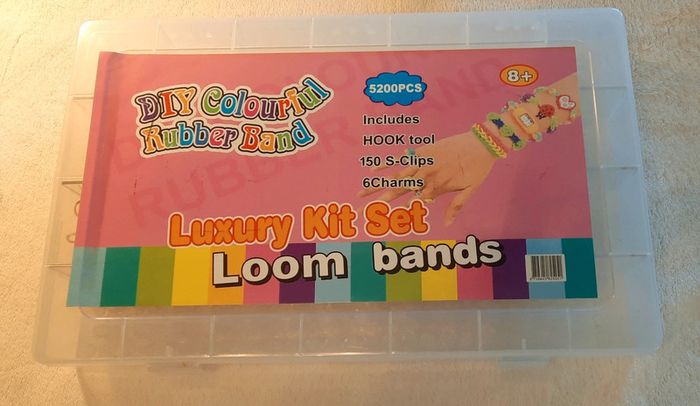 DIY Colourful
Rubber Band
5200PCS
8+
Includes
HOOK tool
150 S-Clips
6Charms
Luxury Kit Set
Loom bands